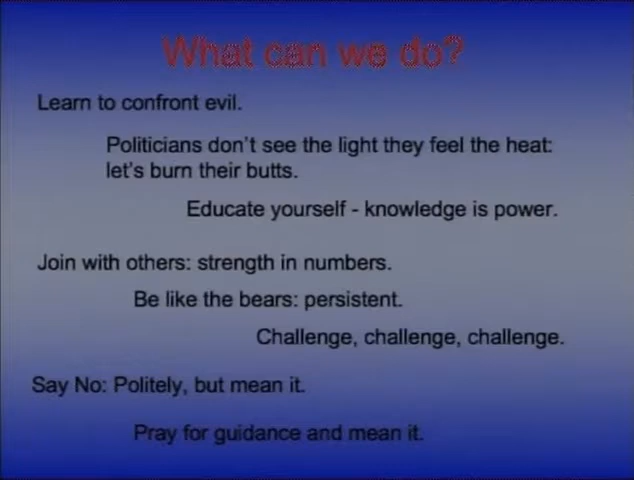 What can we do?
Learn to confront evil.
Politicians don't see the light they feel the heat:
let's burn their butts.
Educate yourself - knowledge is power.
Join with others: strength in numbers.
Be like the bears: persistent.
Challenge, challenge, challenge.
Say No: Politely, but mean it.
Pray for guidance and mean it.